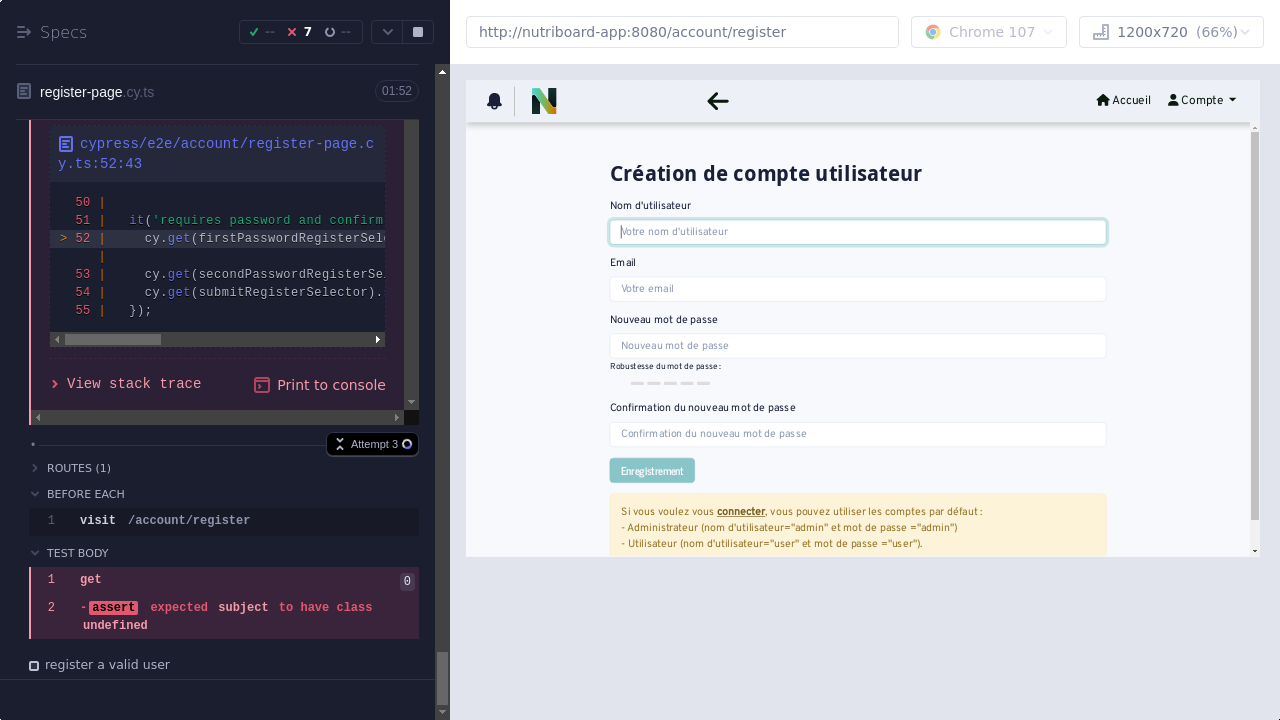 Specs
-- 7 --
http://nutriboard-app:8080/account/register
Chrome 107
1200x720 (66%)
register-page.cy.ts
01:52
cypress/e2e/account/register-page.c
y.ts:52:43
50 |
51 | it('requires password and confirm
> 52 | cy.get(firstPasswordRegisterSele
|
53 | cy.get(secondPasswordRegisterSe
54 | cy.get(submitRegisterSelector).
55 | });
View stack trace
Print to console
Attempt 3
ROUTES (1)
BEFORE EACH
1 visit /account/register
TEST BODY
1 get 0
2 -assert expected subject to have class
undefined
register a valid user
Accueil
Compte
Création de compte utilisateur
Nom d'utilisateur
Votre nom d'utilisateur
Email
Votre email
Nouveau mot de passe
Nouveau mot de passe
Robustesse du mot de passe :
Confirmation du nouveau mot de passe
Confirmation du nouveau mot de passe
Enregistrement
Si vous voulez vous connecter, vous pouvez utiliser les comptes par défaut :
- Administrateur (nom d'utilisateur="admin" et mot de passe ="admin")
- Utilisateur (nom d'utilisateur="user" et mot de passe ="user").